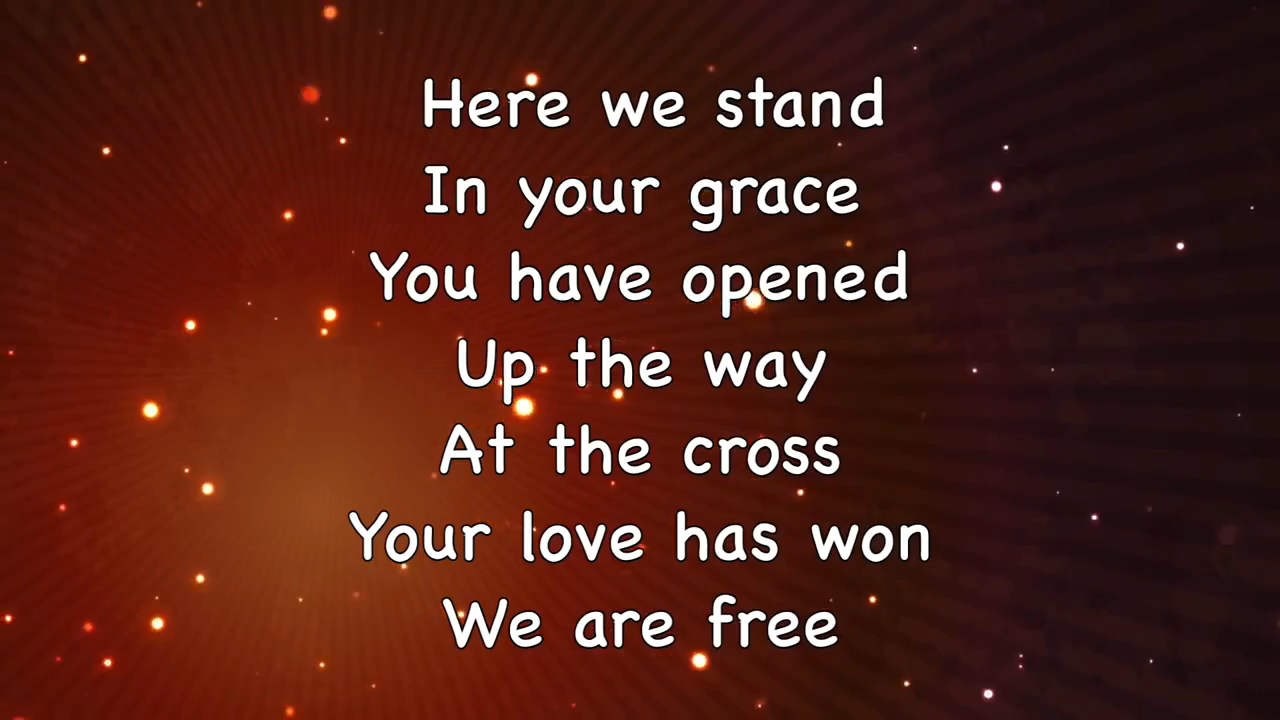 Here we stand
In your grace
You have opened
Up the way
At the cross
Your love has won
We are free